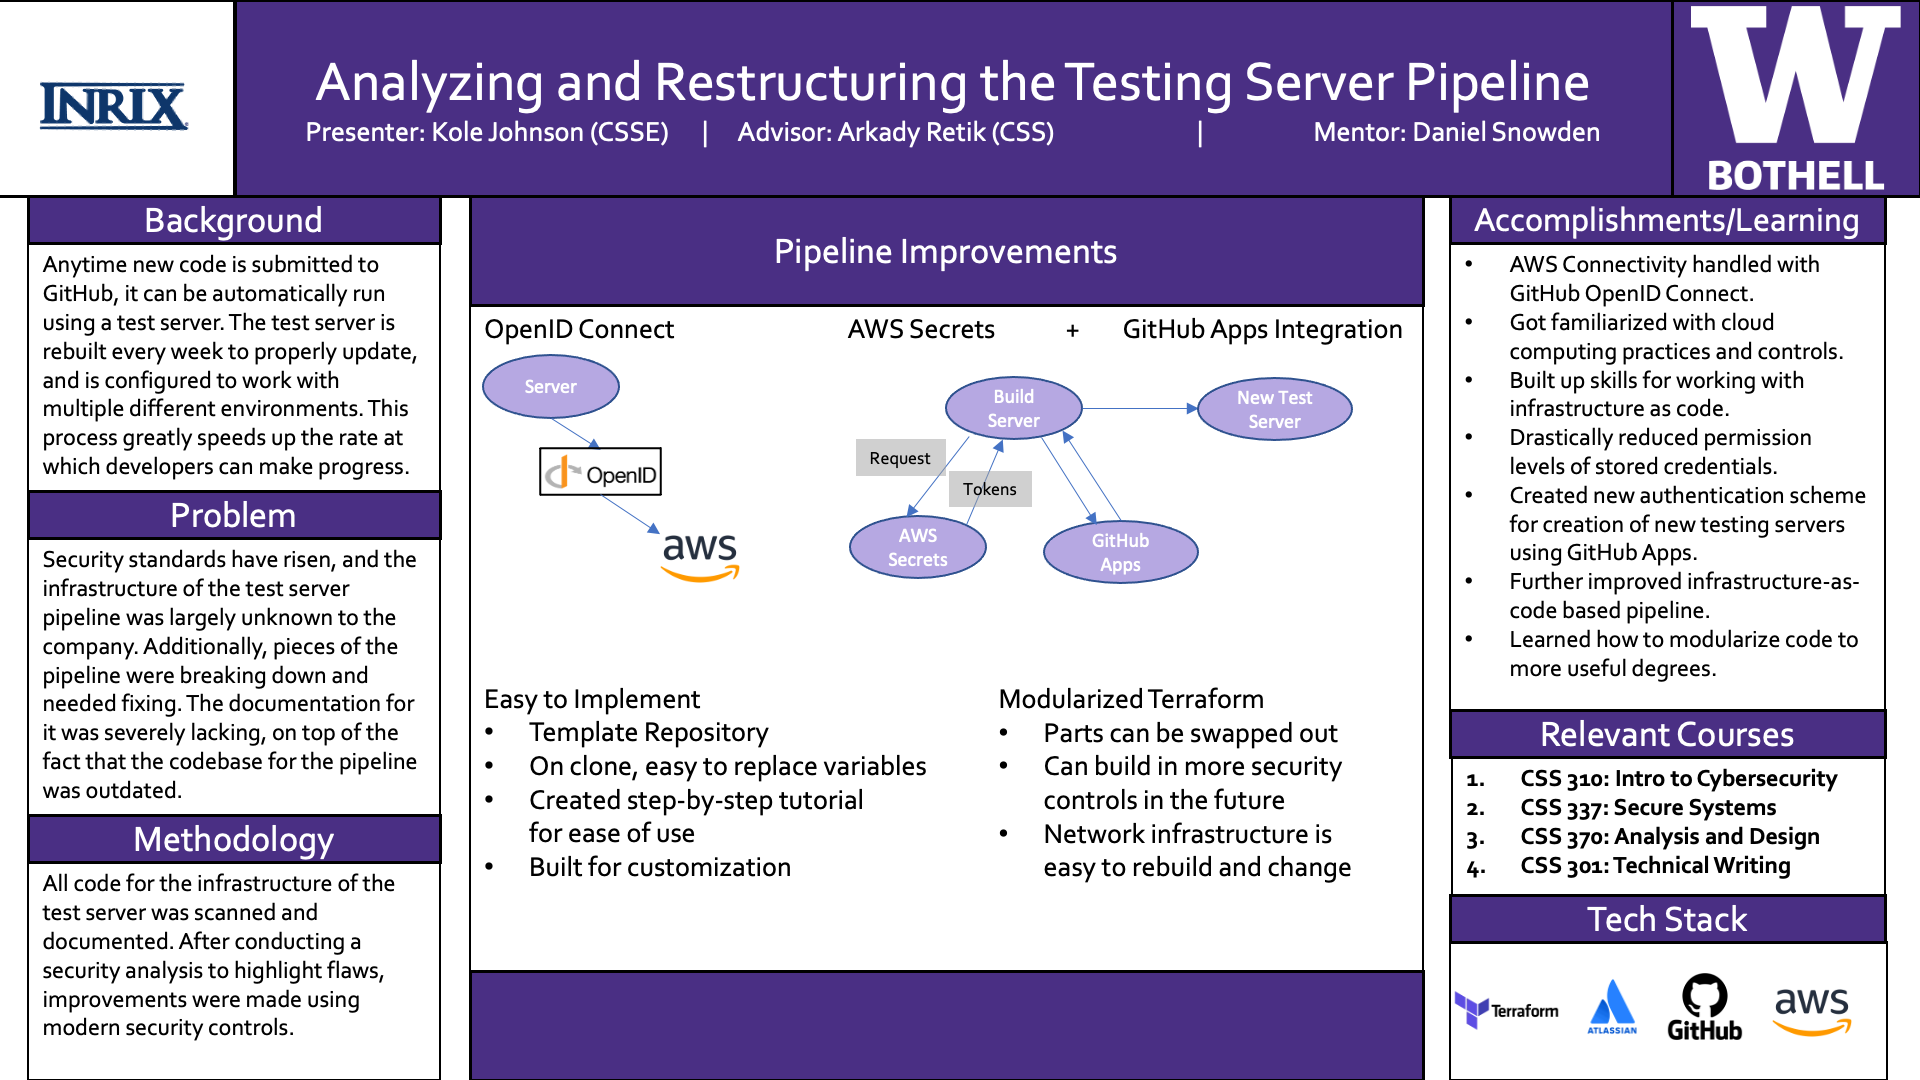 INRIX
Analyzing and Restructuring the Testing Server Pipeline
Presenter: Kole Johnson (CSSE) | Advisor: Arkady Retik (CSS) | Mentor: Daniel Snowden
W
BOTHELL
Background
Anytime new code is submitted to
GitHub, it can be automatically run
using a test server. The test server is
rebuilt every week to properly update,
and is configured to work with
multiple different environments. This
process greatly speeds up the rate at
which developers can make progress.
Problem
Security standards have risen, and the
infrastructure of the test server
pipeline was largely unknown to the
company. Additionally, pieces of the
pipeline were breaking down and
needed fixing. The documentation for
it was severely lacking, on top of the
fact that the codebase for the pipeline
was outdated.
Methodology
All code for the infrastructure of the
test server was scanned and
documented. After conducting a
security analysis to highlight flaws,
improvements were made using
modern security controls.
Pipeline Improvements
OpenID Connect
Server
OpenID
aws
AWS Secrets + GitHub Apps Integration
Build
Server
New Test
Server
Request
Tokens
AWS
Secrets
GitHub
Apps
Easy to Implement
• Template Repository
• On clone, easy to replace variables
• Created step-by-step tutorial
for ease of use
• Built for customization
Modularized Terraform
• Parts can be swapped out
• Can build in more security
controls in the future
• Network infrastructure is
easy to rebuild and change
Accomplishments/Learning
• AWS Connectivity handled with
GitHub OpenID Connect.
• Got familiarized with cloud
computing practices and controls.
• Built up skills for working with
infrastructure as code.
• Drastically reduced permission
levels of stored credentials.
• Created new authentication scheme
for creation of new testing servers
using GitHub Apps.
• Further improved infrastructure-as-
code based pipeline.
• Learned how to modularize code to
more useful degrees.
Relevant Courses
1. CSS 310: Intro to Cybersecurity
2. CSS 337: Secure Systems
3. CSS 370: Analysis and Design
4. CSS 301: Technical Writing
Tech Stack
Terraform
ATLASSIAN
GitHub
aws